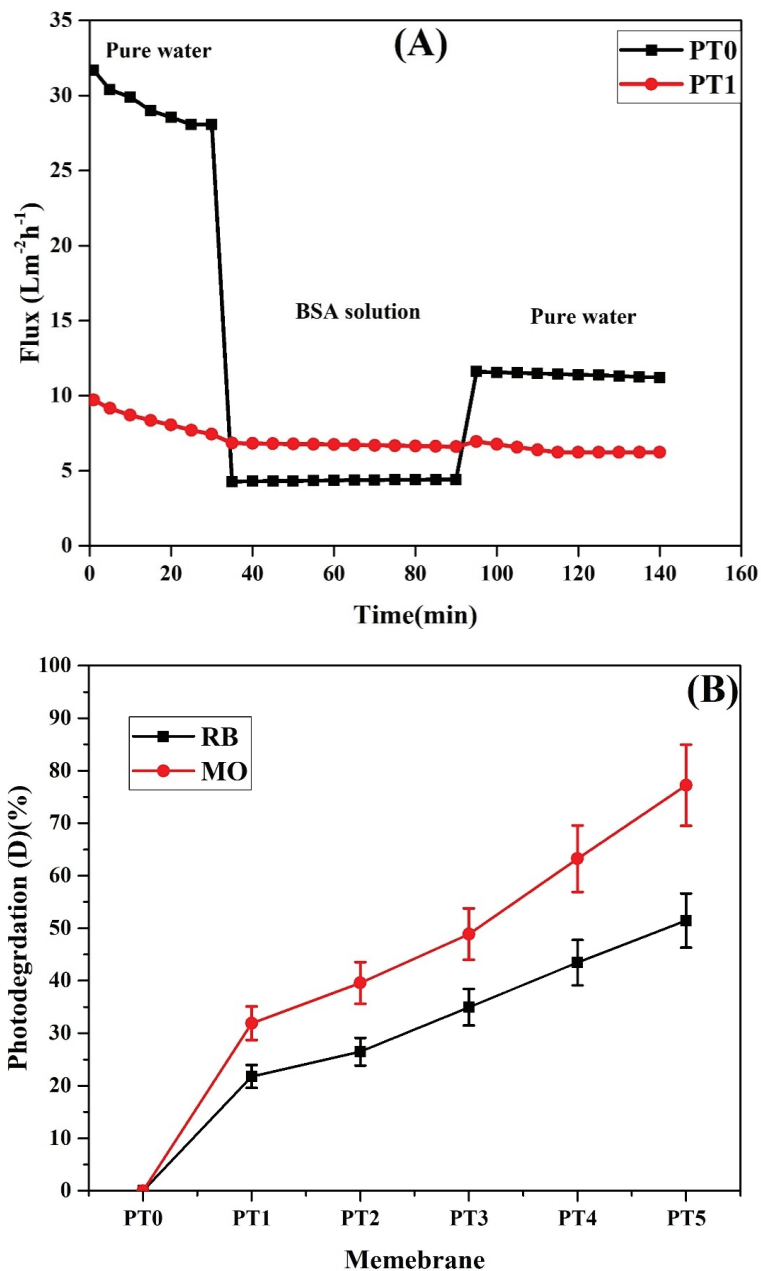 (A)
Pure water
PT0
PT1
35
30
25
20
15
10
5
0
Flux (Lm⁻²h⁻¹)
BSA solution
Pure water
0 20 40 60 80 100 120 140 160
Time(min)
(B)
RB
MO
100
90
80
70
60
50
40
30
20
10
0
Photodegrdation (D)(%)
PT0 PT1 PT2 PT3 PT4 PT5
Memebrane